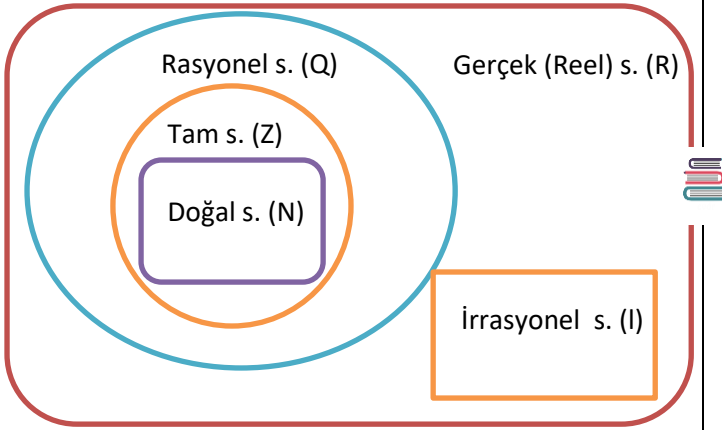 Rasyonel s. (Q)
Gerçek (Reel) s. (R)
Tam s. (Z)
Doğal s. (N)
İrrasyonel s. (I)